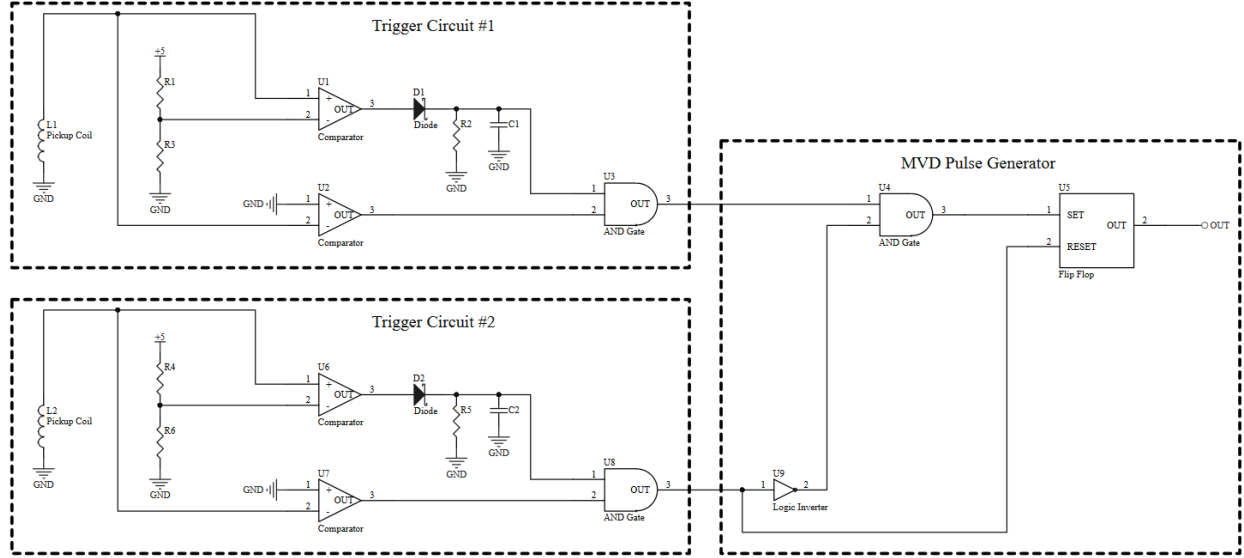 Trigger Circuit #1
+5
R1
R3
GND
L1
Pickup Coil
GND
U1
1
+
OUT
3
2
-
Comparator
D1
Diode
R2
GND
C1
GND
U2
GND
1
+
OUT
3
2
-
Comparator
U3
1
OUT
3
2
AND Gate
MVD Pulse Generator
U4
1
OUT
3
2
AND Gate
U5
1
SET
OUT
2
OUT
2
RESET
Flip Flop
Trigger Circuit #2
+5
R4
R6
GND
L2
Pickup Coil
GND
U6
1
+
OUT
3
2
-
Comparator
D2
Diode
R5
GND
C2
GND
U7
GND
1
+
OUT
3
2
-
Comparator
U8
1
OUT
3
2
AND Gate
U9
1
2
Logic Inverter